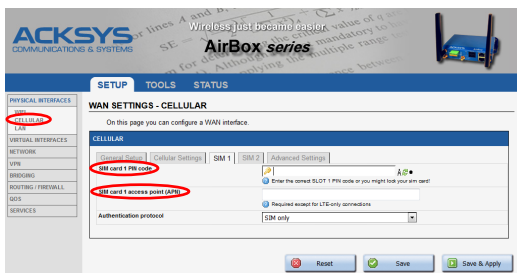 ACKSYS
COMMUNICATIONS & SYSTEMS
Wireless just became easier
AirBox series
SETUP TOOLS STATUS
PHYSICAL INTERFACES
CELLULAR
LAN
VIRTUAL INTERFACES
NETWORK
VPN
BRIDGING
ROUTING / FIREWALL
QOS
SERVICES
WAN SETTINGS - CELLULAR
On this page you can configure a WAN interface.
CELLULAR
General Setup Cellular Settings SIM 1 SIM 2 Advanced Settings
SIM card 1 PIN code
Enter the correct SLOT 1 PIN code or you might lock your sim card!
SIM card 1 access point (APN)
Required except for LTE-only connections
Authentication protocol SIM only
Reset Save Save & Apply